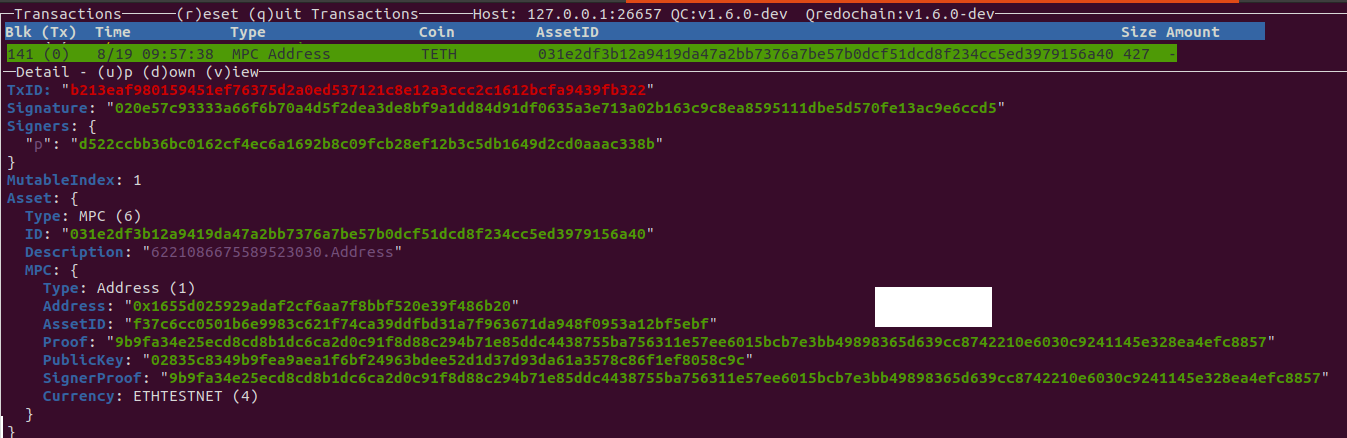 Transactions (r)eset (q)uit Transactions Host: 127.0.0.1:26657 QC:v1.6.0-dev Qredochain:v1.6.0-dev
Blk (Tx) Time Type Coin AssetID Size Amount
141 (0) 8/19 09:57:38 MPC Address TETH 031e2df3b12a9419da47a2bb7376a7be57b0dcf51dcd8f234cc5ed3979156a40 427 -
Detail - (u)p (d)own (v)iew
TxID: "b213eaf980159451ef76375d2a0ed537121c8e12a3ccc2c1612bcfa9439fb322"
Signature: "020e57c93333a66f6b70a4d5f2dea3de8bf9a1dd84d91df0635a3e713a02b163c9c8ea8595111dbe5d570fe13ac9e6ccd5"
Signers: {
"p": "d522ccbb36bc0162cf4ec6a1692b8c09fcb28ef12b3c5db1649d2cd0aaac338b"
}
MutableIndex: 1
Asset: {
Type: MPC (6)
ID: "031e2df3b12a9419da47a2bb7376a7be57b0dcf51dcd8f234cc5ed3979156a40"
Description: "6221086675589523030.Address"
MPC: {
Type: Address (1)
Address: "0x1655d025929adaf2cf6aa7f8bbf520e39f486b20"
AssetID: "f37c6cc0501b6e9983c621f74ca39ddfbd31a7f963671da948f0953a12bf5ebf"
Proof: "9b9fa34e25ecd8cd8b1dc6ca2d0c91f8d88c294b71e85ddc4438755ba756311e57ee6015bcb7e3bb49898365d639cc8742210e6030c9241145e328ea4efc8857"
PublicKey: "02835c8349b9fea9aea1f6bf24963bdee52d1d37d93da61a3578c86f1ef8058c9c"
SignerProof: "9b9fa34e25ecd8cd8b1dc6ca2d0c91f8d88c294b71e85ddc4438755ba756311e57ee6015bcb7e3bb49898365d639cc8742210e6030c9241145e328ea4efc8857"
Currency: ETHTESTNET (4)
}
}